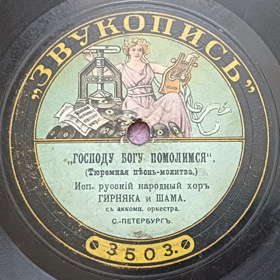 „ЗВУКОПИСЬ“
„ГОСПОДУ БОГУ ПОМОЛИМСЯ“.
(Тюремная пѣснь-молитва.)
Исп. русскій народный хоръ
ГИРНЯКА и ШАМА,
съ аккомп. оркестра.
С.-ПЕТЕРБУРГЪ.
3503.